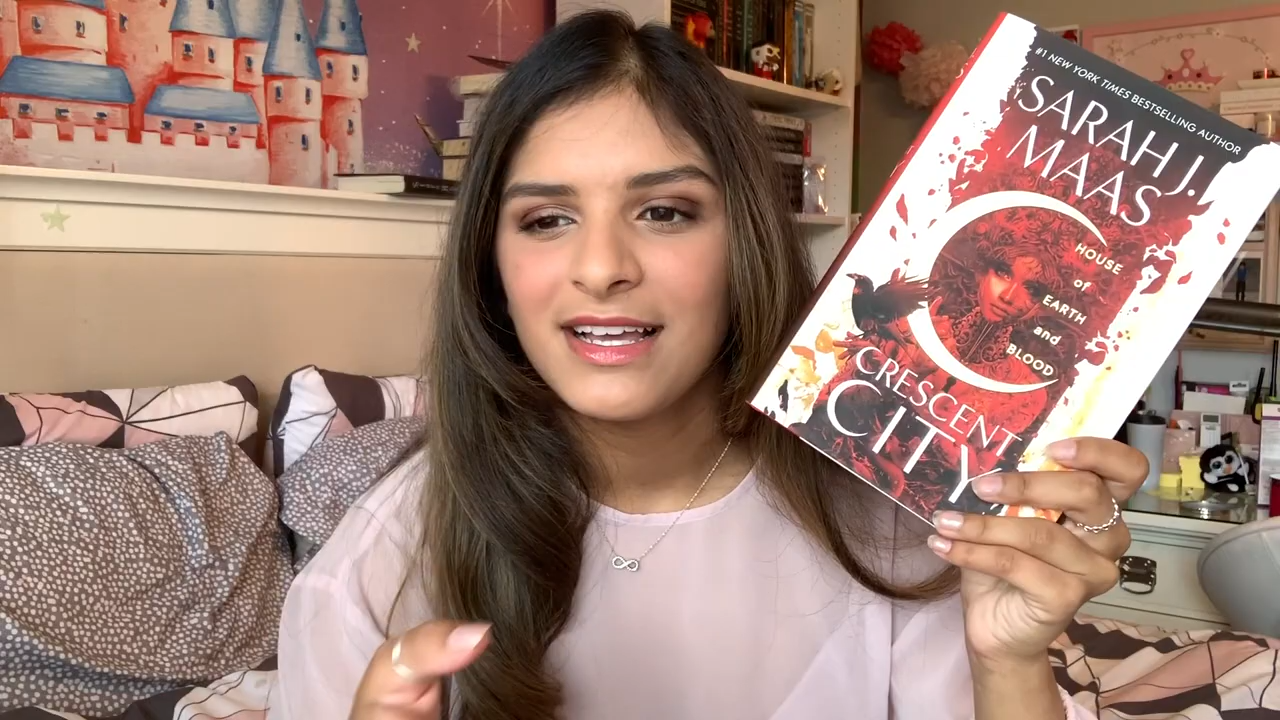 #1 NEW YORK TIMES BESTSELLING AUTHOR
SARAH J.
MAAS
HOUSE
of
EARTH
and
BLOOD
CRESCENT
CITY